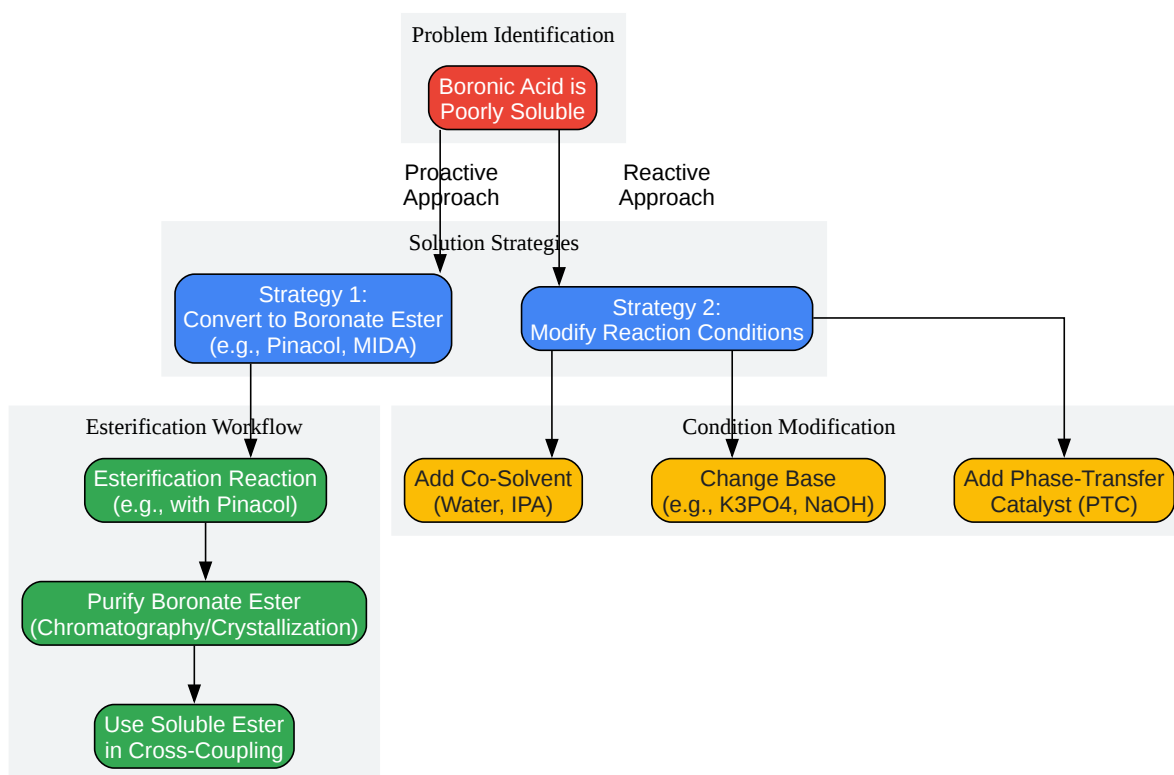 Problem Identification
Boronic Acid is
Poorly Soluble
Proactive
Approach
Reactive
Approach
Solution Strategies
Strategy 1:
Convert to Boronate Ester
(e.g., Pinacol, MIDA)
Strategy 2:
Modify Reaction Conditions
Esterification Workflow
Esterification Reaction
(e.g., with Pinacol)
Purify Boronate Ester
(Chromatography/Crystallization)
Use Soluble Ester
in Cross-Coupling
Condition Modification
Add Co-Solvent
(Water, IPA)
Change Base
(e.g., K3PO4, NaOH)
Add Phase-Transfer
Catalyst (PTC)